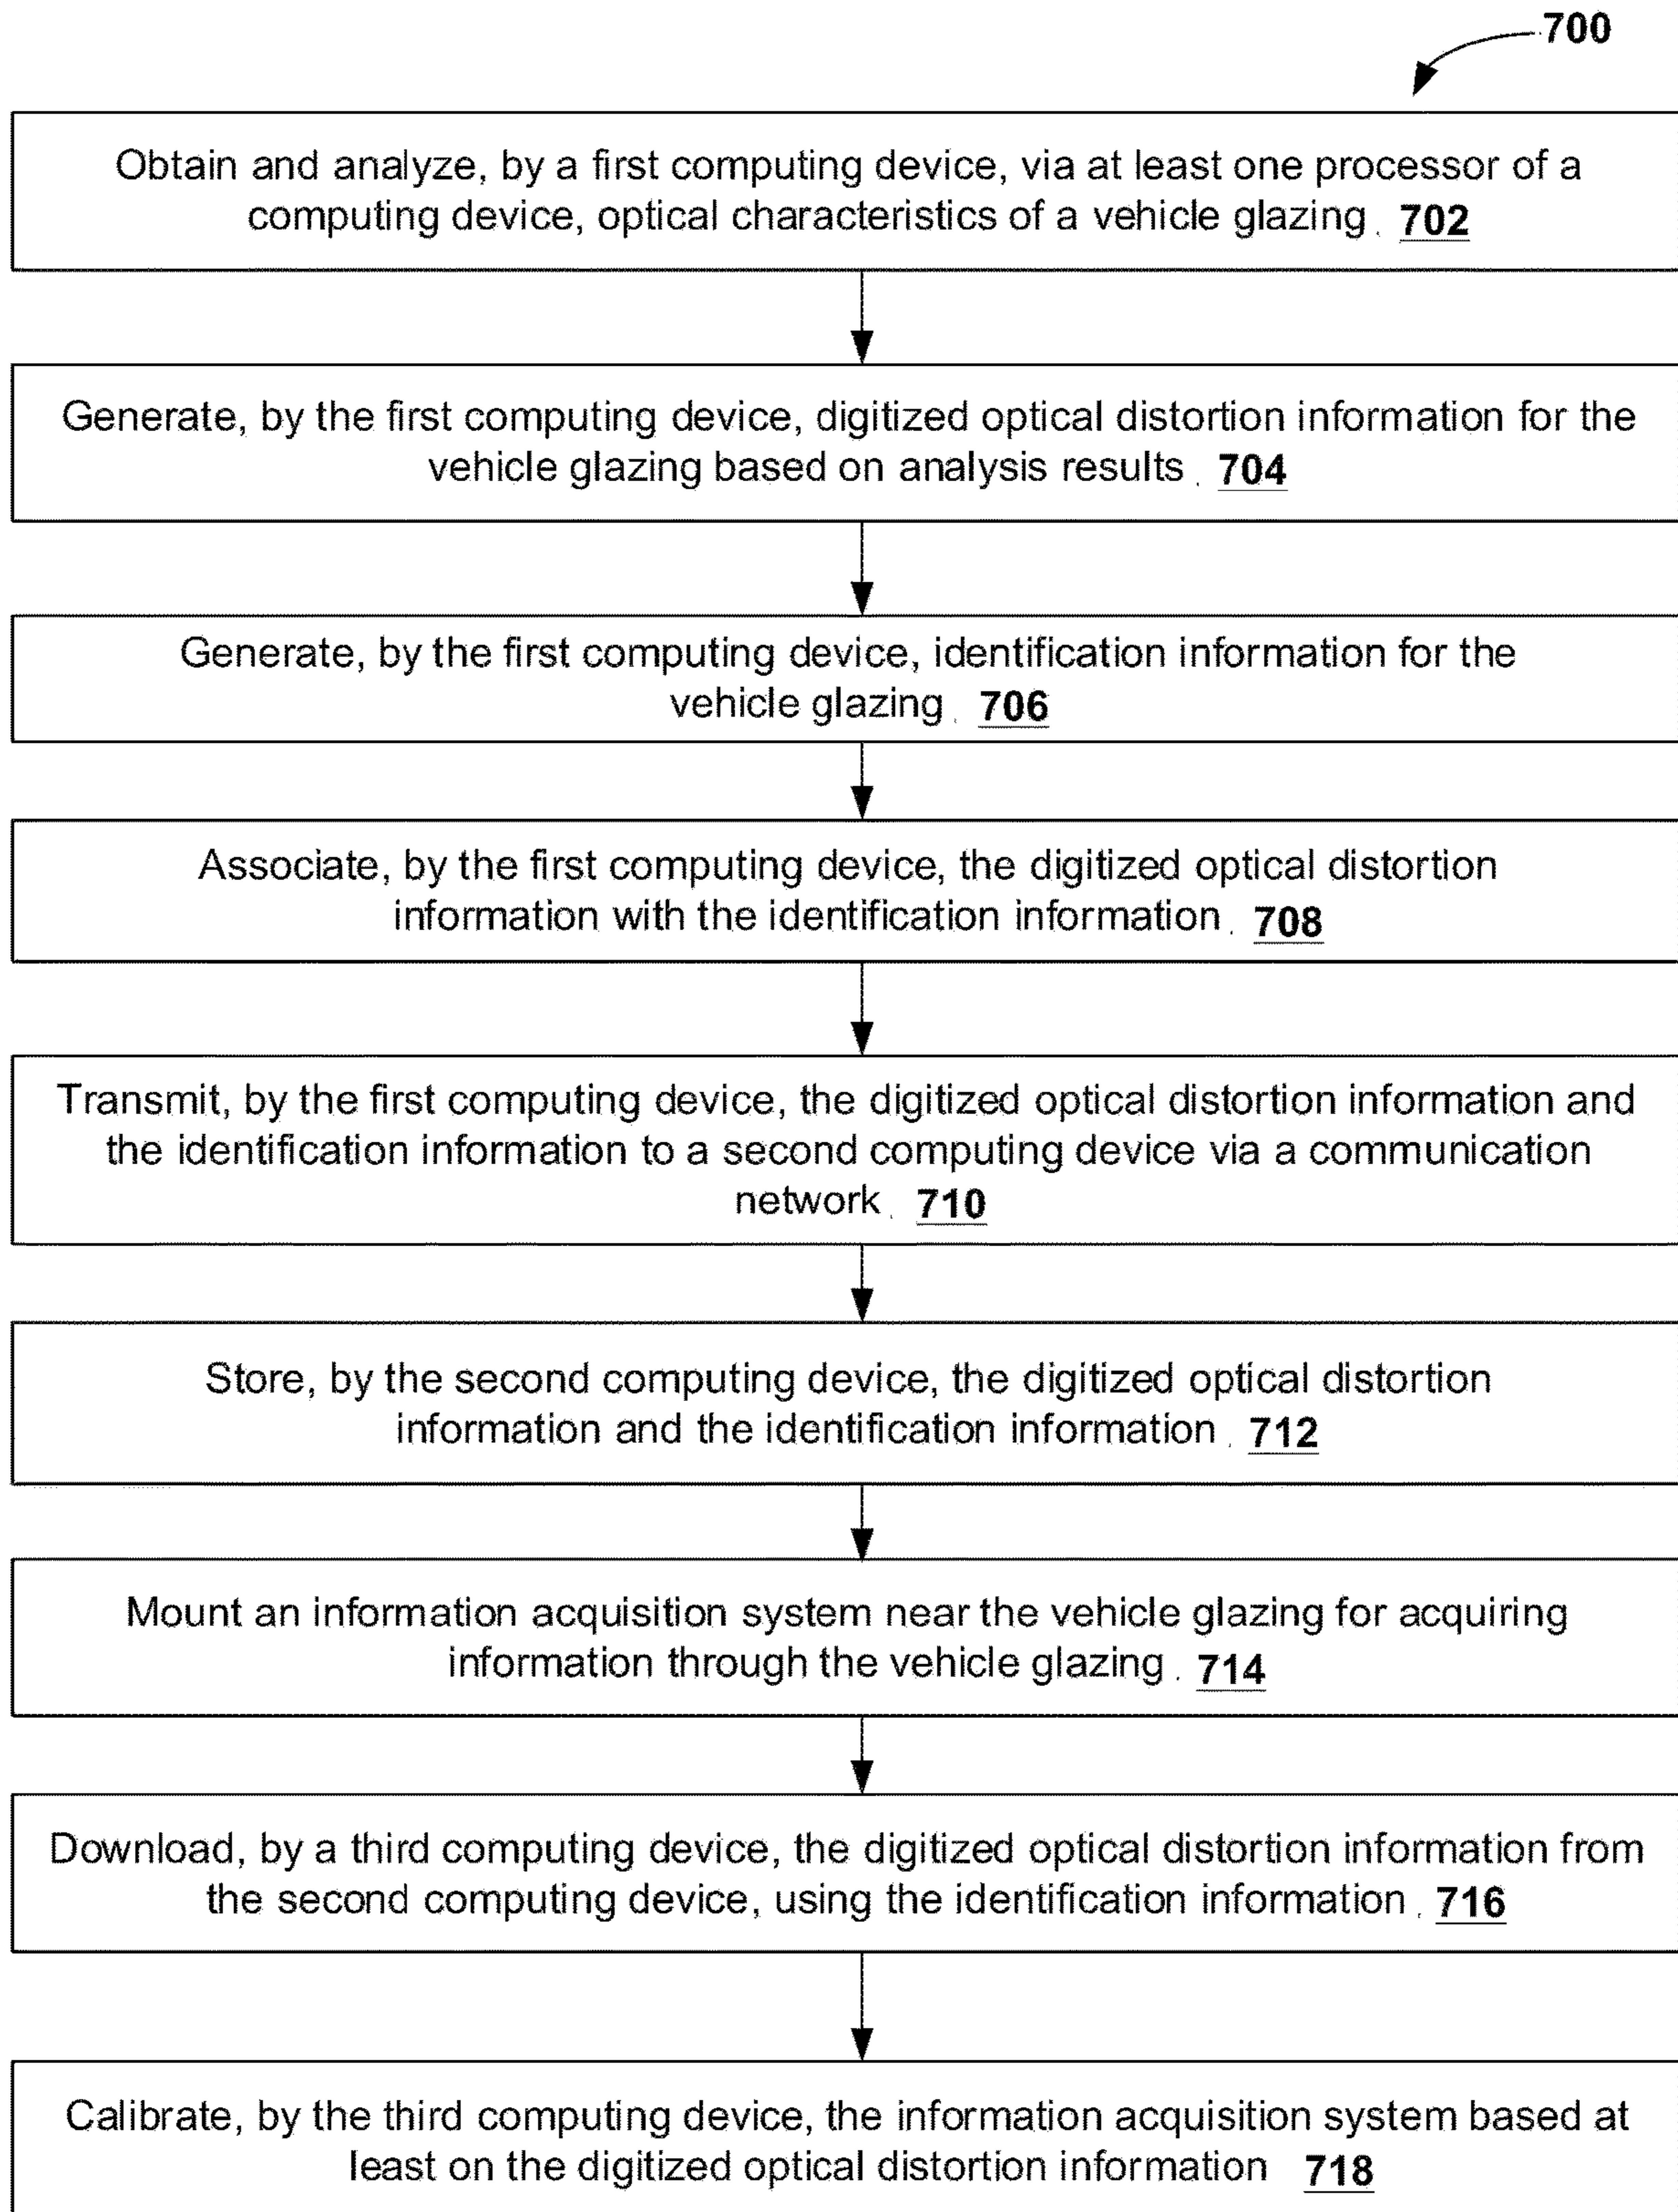 700
Obtain and analyze, by a first computing device, via at least one processor of a
computing device, optical characteristics of a vehicle glazing. 702
Generate, by the first computing device, digitized optical distortion information for the
vehicle glazing based on analysis results. 704
Generate, by the first computing device, identification information for the
vehicle glazing. 706
Associate, by the first computing device, the digitized optical distortion
information with the identification information. 708
Transmit, by the first computing device, the digitized optical distortion information and
the identification information to a second computing device via a communication
network. 710
Store, by the second computing device, the digitized optical distortion
information and the identification information. 712
Mount an information acquisition system near the vehicle glazing for acquiring
information through the vehicle glazing. 714
Download, by a third computing device, the digitized optical distortion information from
the second computing device, using the identification information. 716
Calibrate, by the third computing device, the information acquisition system based at
least on the digitized optical distortion information 718